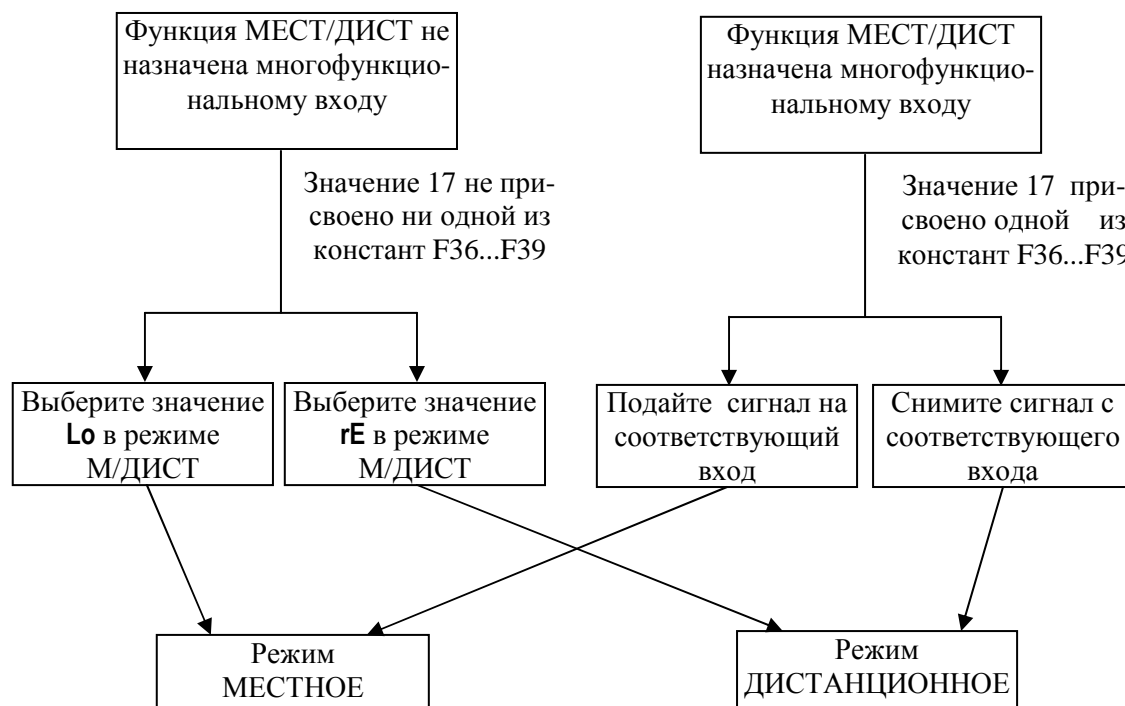 Функция МЕСТ/ДИСТ не
назначена многофункцио-
нальному входу
Функция МЕСТ/ДИСТ
назначена многофункцио-
нальному входу
Значение 17 не при-
своено ни одной из
констант F36...F39
Значение 17 при-
своено одной из
констант F36...F39
Выберите значение
Lo в режиме
М/ДИСТ
Выберите значение
rE в режиме
М/ДИСТ
Подайте сигнал на
соответствующий
вход
Снимите сигнал с
соответствующего
входа
Режим
МЕСТНОЕ
Режим
ДИСТАНЦИОННОЕ